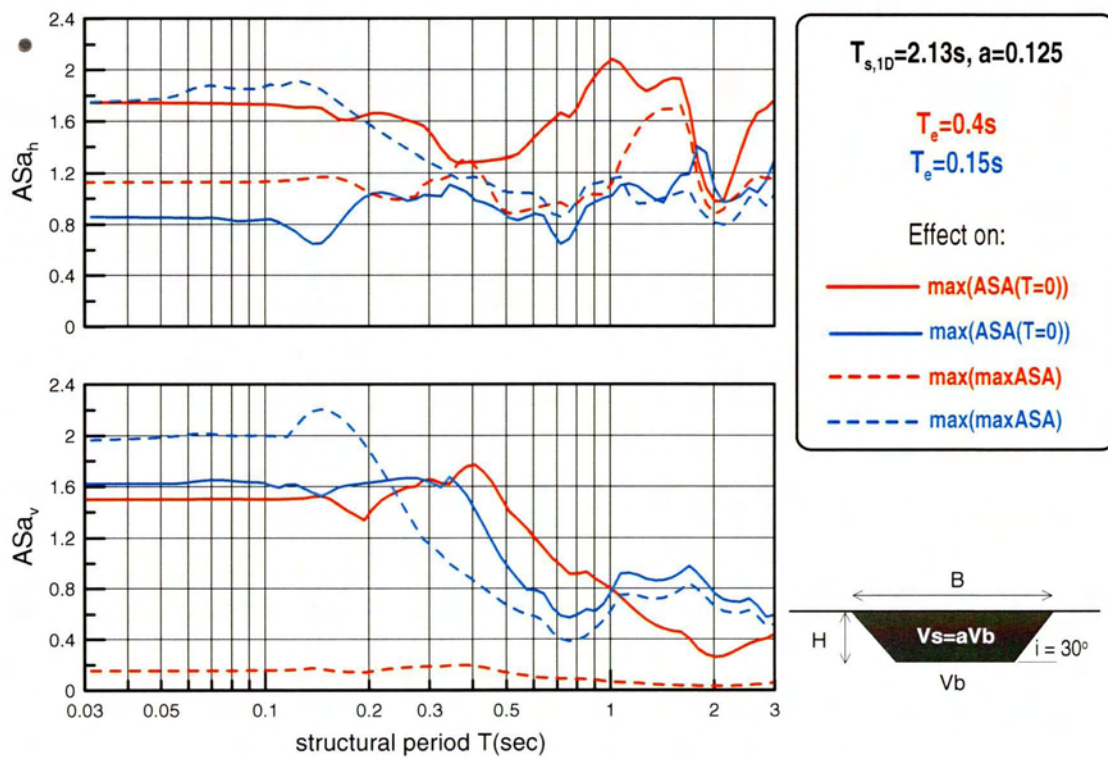 2.4
2
1.6
1.2
0.8
0.4
0
ASa_h
2.4
2
1.6
1.2
0.8
0.4
0
ASa_v
0.03
0.05
0.1
0.2
0.3
0.5
1
2
3
structural period T(sec)
T_s,1D=2.13s, a=0.125
T_e=0.4s
T_e=0.15s
Effect on:
max(ASA(T=0))
max(ASA(T=0))
max(maxASA)
max(maxASA)
B
H
Vs=aVb
i = 30°
Vb